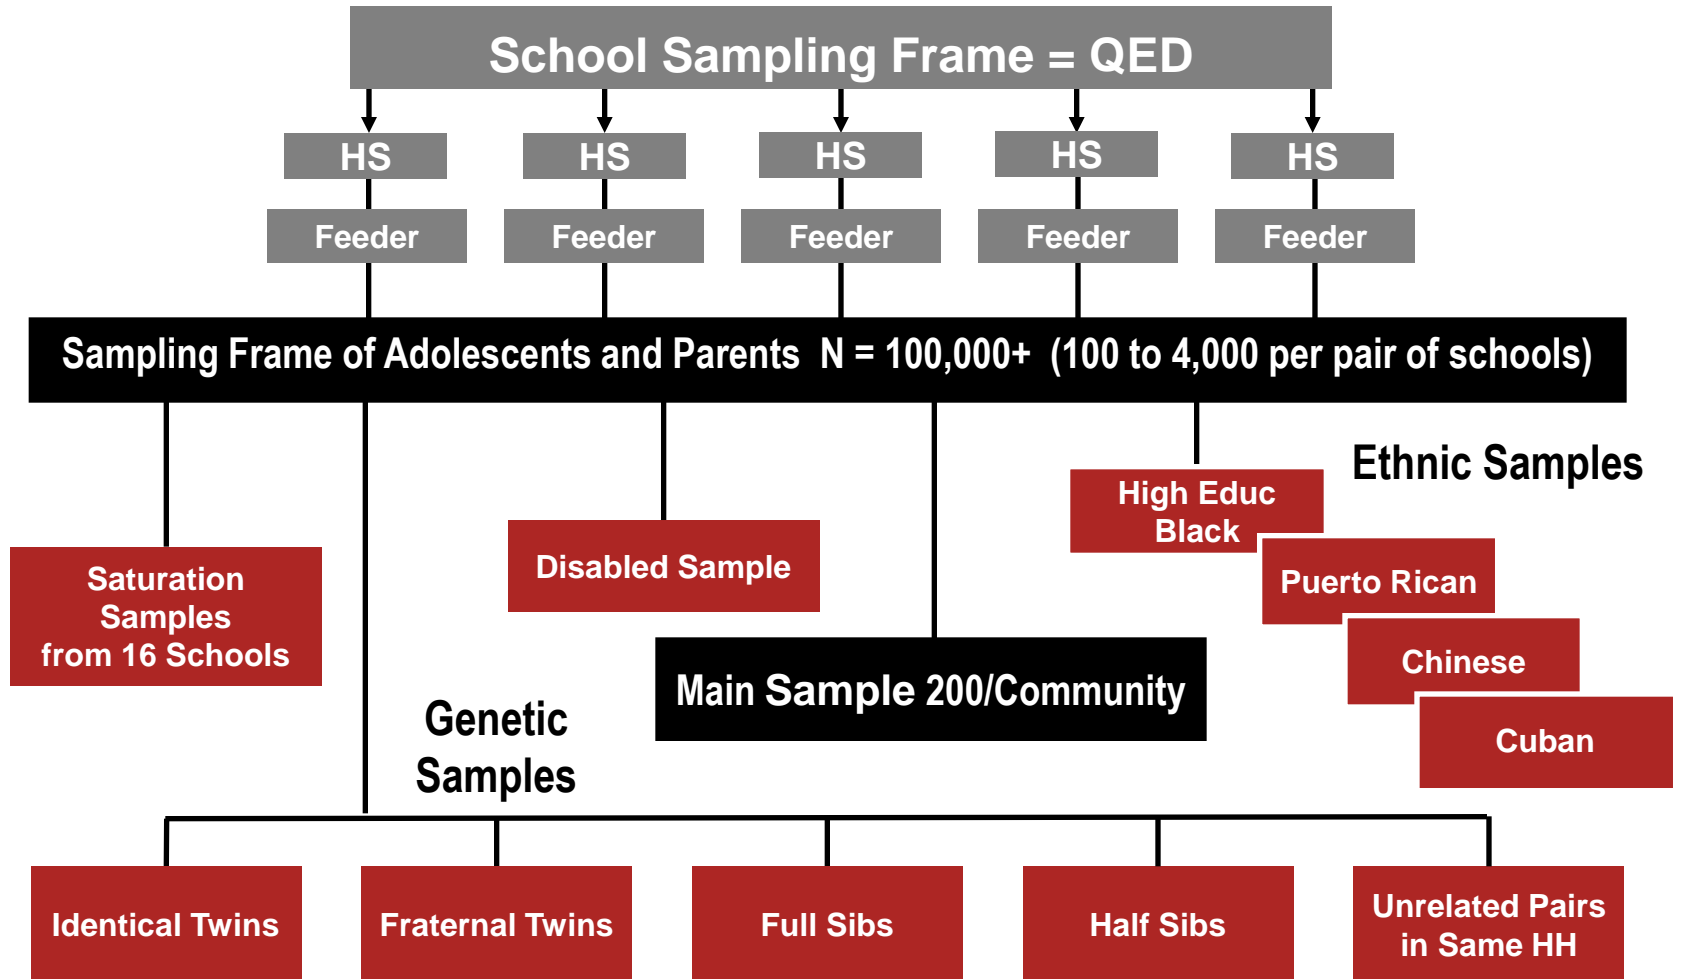 School Sampling Frame = QED
HS
HS
HS
HS
HS
Feeder
Feeder
Feeder
Feeder
Feeder
Sampling Frame of Adolescents and Parents N = 100,000+ (100 to 4,000 per pair of schools)
Ethnic Samples
High Educ
Black
Puerto Rican
Chinese
Cuban
Saturation
Samples
from 16 Schools
Disabled Sample
Main Sample 200/Community
Genetic
Samples
Identical Twins
Fraternal Twins
Full Sibs
Half Sibs
Unrelated Pairs
in Same HH